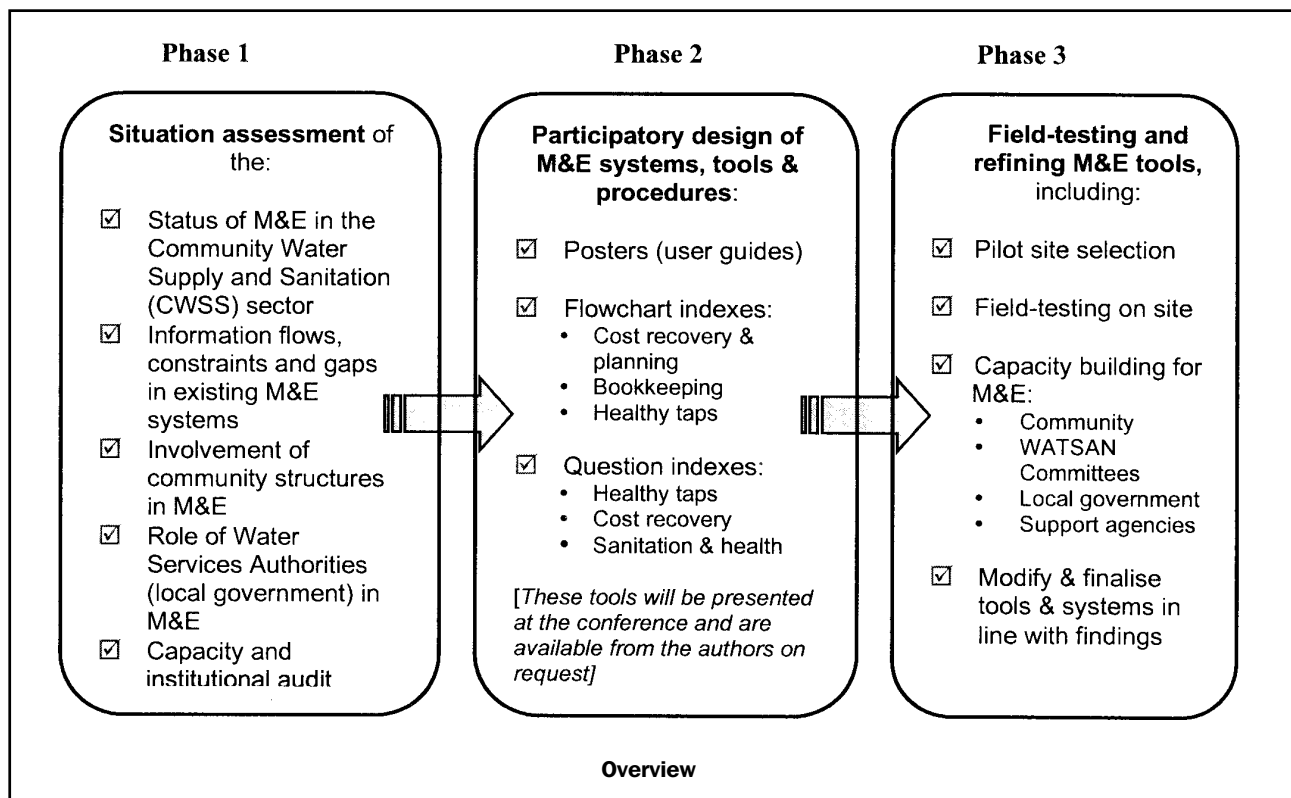 Phase 1
Situation assessment of
the:
☑ Status of M&E in the
Community Water
Supply and Sanitation
(CWSS) sector
☑ Information flows,
constraints and gaps
in existing M&E
systems
☑ Involvement of
community structures
in M&E
☑ Role of Water
Services Authorities
(local government) in
M&E
☑ Capacity and
institutional audit
Phase 2
Participatory design of
M&E systems, tools &
procedures:
☑ Posters (user guides)
☑ Flowchart indexes:
• Cost recovery &
planning
• Bookkeeping
• Healthy taps
☑ Question indexes:
• Healthy taps
• Cost recovery
• Sanitation & health
[These tools will be presented
at the conference and are
available from the authors on
request]
Phase 3
Field-testing and
refining M&E tools,
including:
☑ Pilot site selection
☑ Field-testing on site
☑ Capacity building for
M&E:
• Community
• WATSAN
Committees
• Local government
• Support agencies
☑ Modify & finalise
tools & systems in
line with findings
Overview